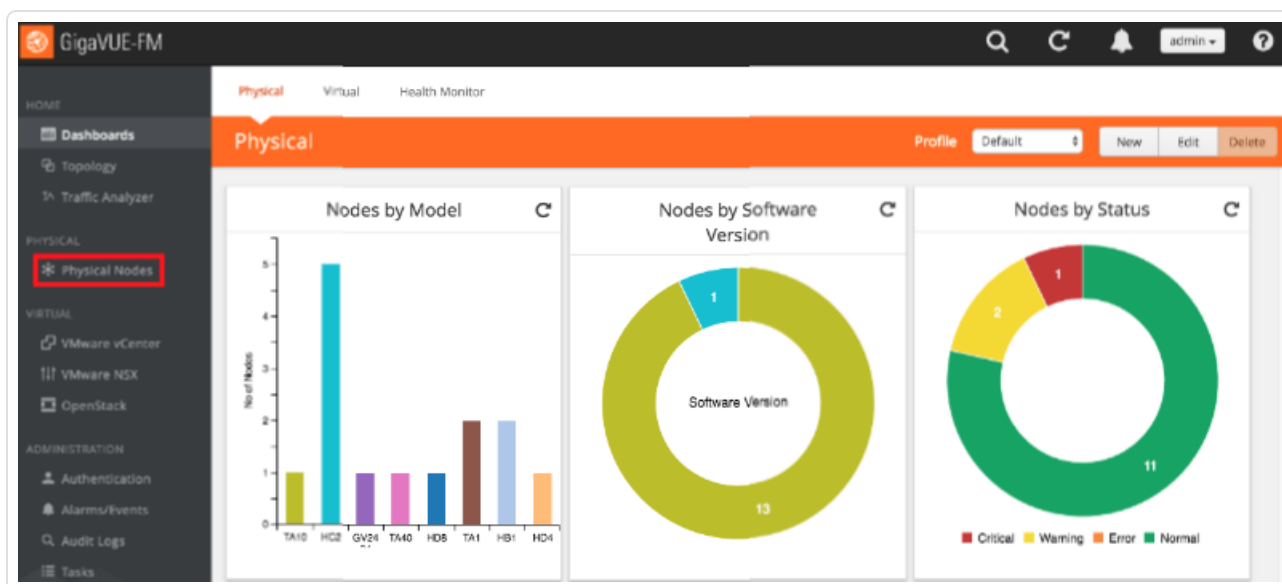 GigaVUE-FM
admin
HOME
Dashboards
Topology
Traffic Analyzer
PHYSICAL
Physical Nodes
VIRTUAL
VMware vCenter
VMware NSX
OpenStack
ADMINISTRATION
Authentication
Alarms/Events
Audit Logs
Tasks
Physical Virtual Health Monitor
Physical
Profile Default New Edit Delete
Nodes by Model
No of Nodes
5
4
3
2
1
0
TA10 HC2 GV24 TA40 HD8 TA1 HB1 HD4
Nodes by Software
Version
1
Software Version
13
Nodes by Status
1
2
11
Critical Warning Error Normal